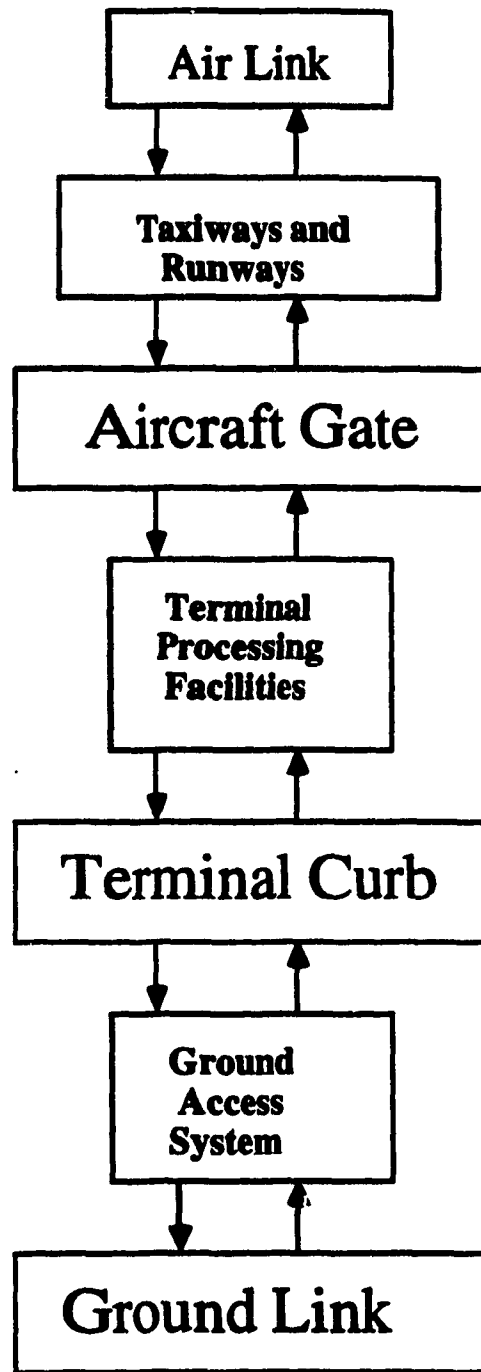 Air Link
Taxiways and
Runways
Aircraft Gate
Terminal
Processing
Facilities
Terminal Curb
Ground
Access
System
Ground Link